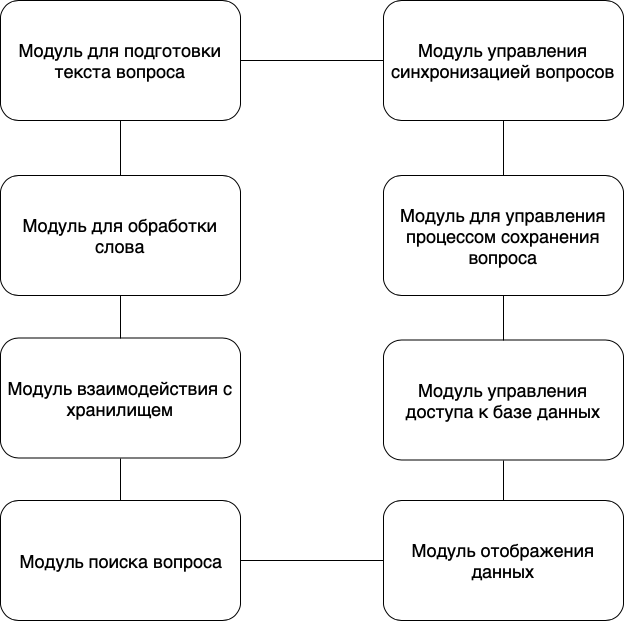 Модуль для подготовки
текста вопроса
Модуль управления
синхронизацией вопросов
Модуль для обработки
слова
Модуль для управления
процессом сохранения
вопроса
Модуль взаимодействия с
хранилищем
Модуль управления
доступа к базе данных
Модуль поиска вопроса
Модуль отображения
данных